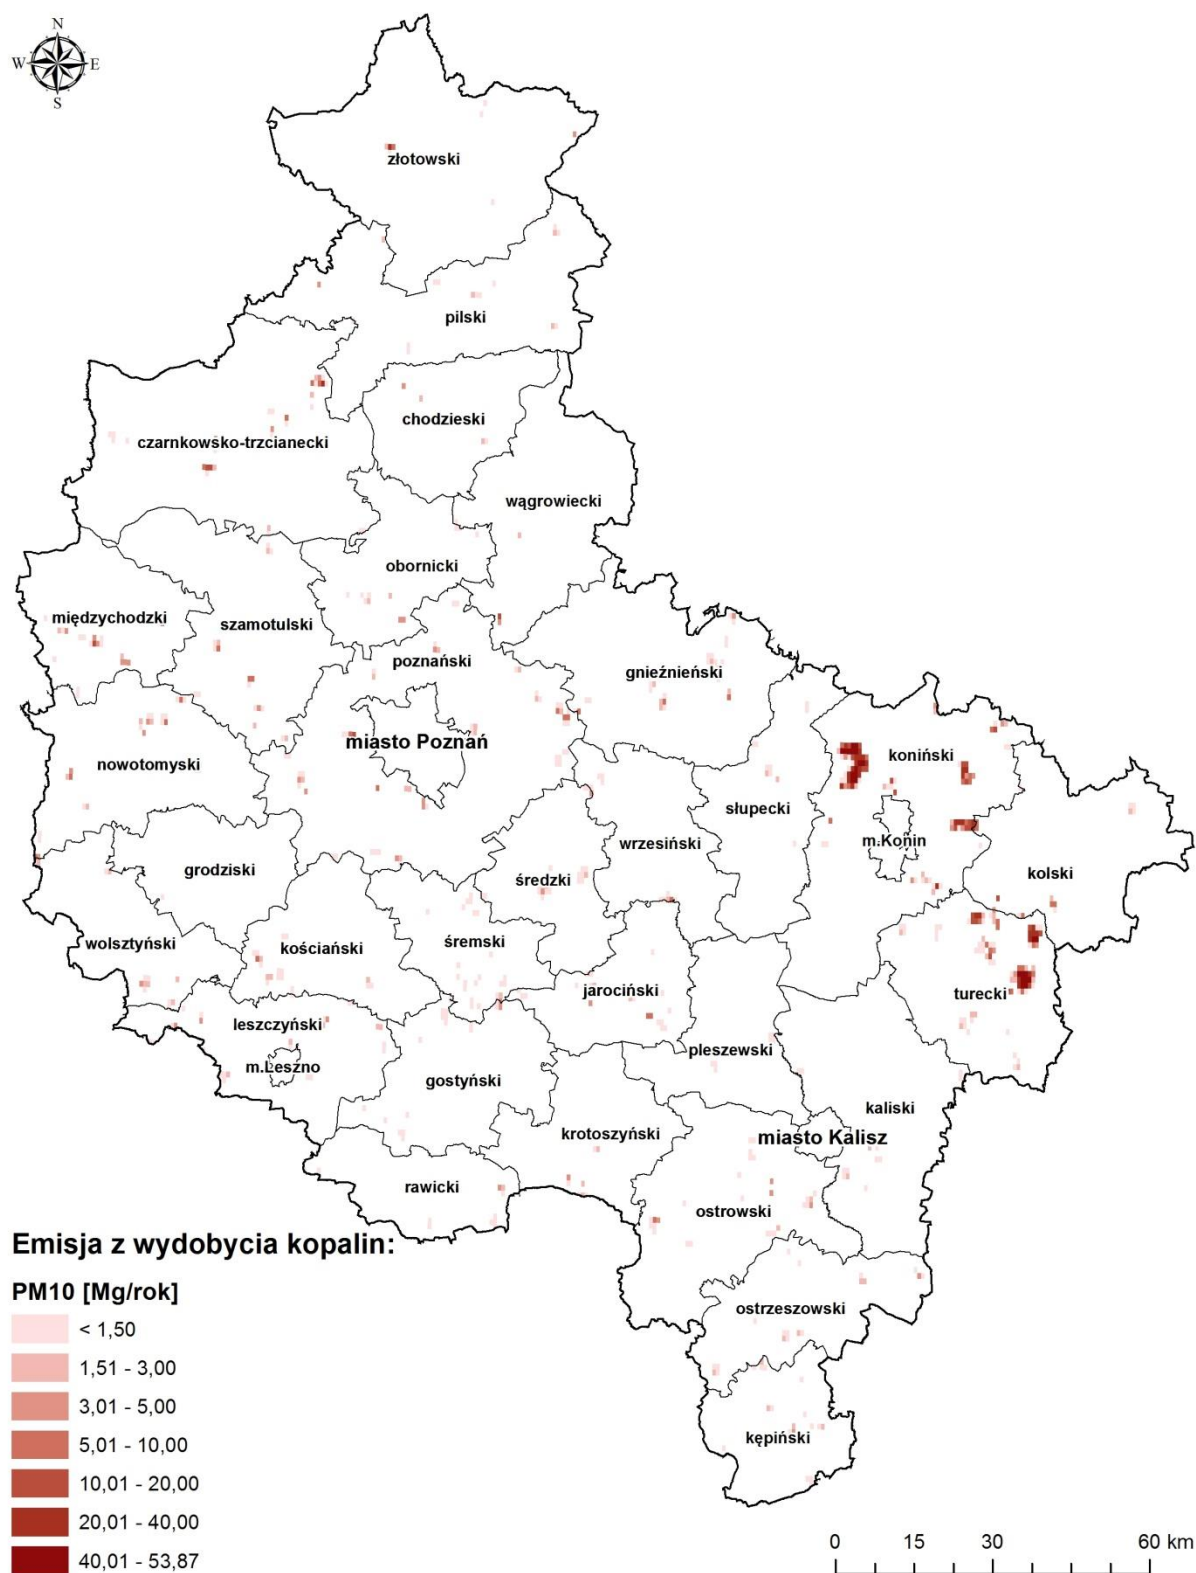 N
W E
S
złotowski
pilski
chodzieski
czarnkowsko-trzcianecki
wągrowiecki
obornicki
międzychodzki
szamotulski
poznański
gnieźnieński
miasto Poznań
koniński
nowotomyski
słupecki
m.Konin
wrzesiński
grodziski
średzki
kolski
wolsztyński
kościański
śremski
jarociński
turecki
leszczyński
pleszewski
m.Leszno
gostyński
kaliski
krotoszyński
miasto Kalisz
rawicki
ostrowski
ostrzeszowski
kępiński
Emisja z wydobycia kopalin:
PM10 [Mg/rok]
< 1,50
1,51 - 3,00
3,01 - 5,00
5,01 - 10,00
10,01 - 20,00
20,01 - 40,00
40,01 - 53,87
0 15 30 60 km